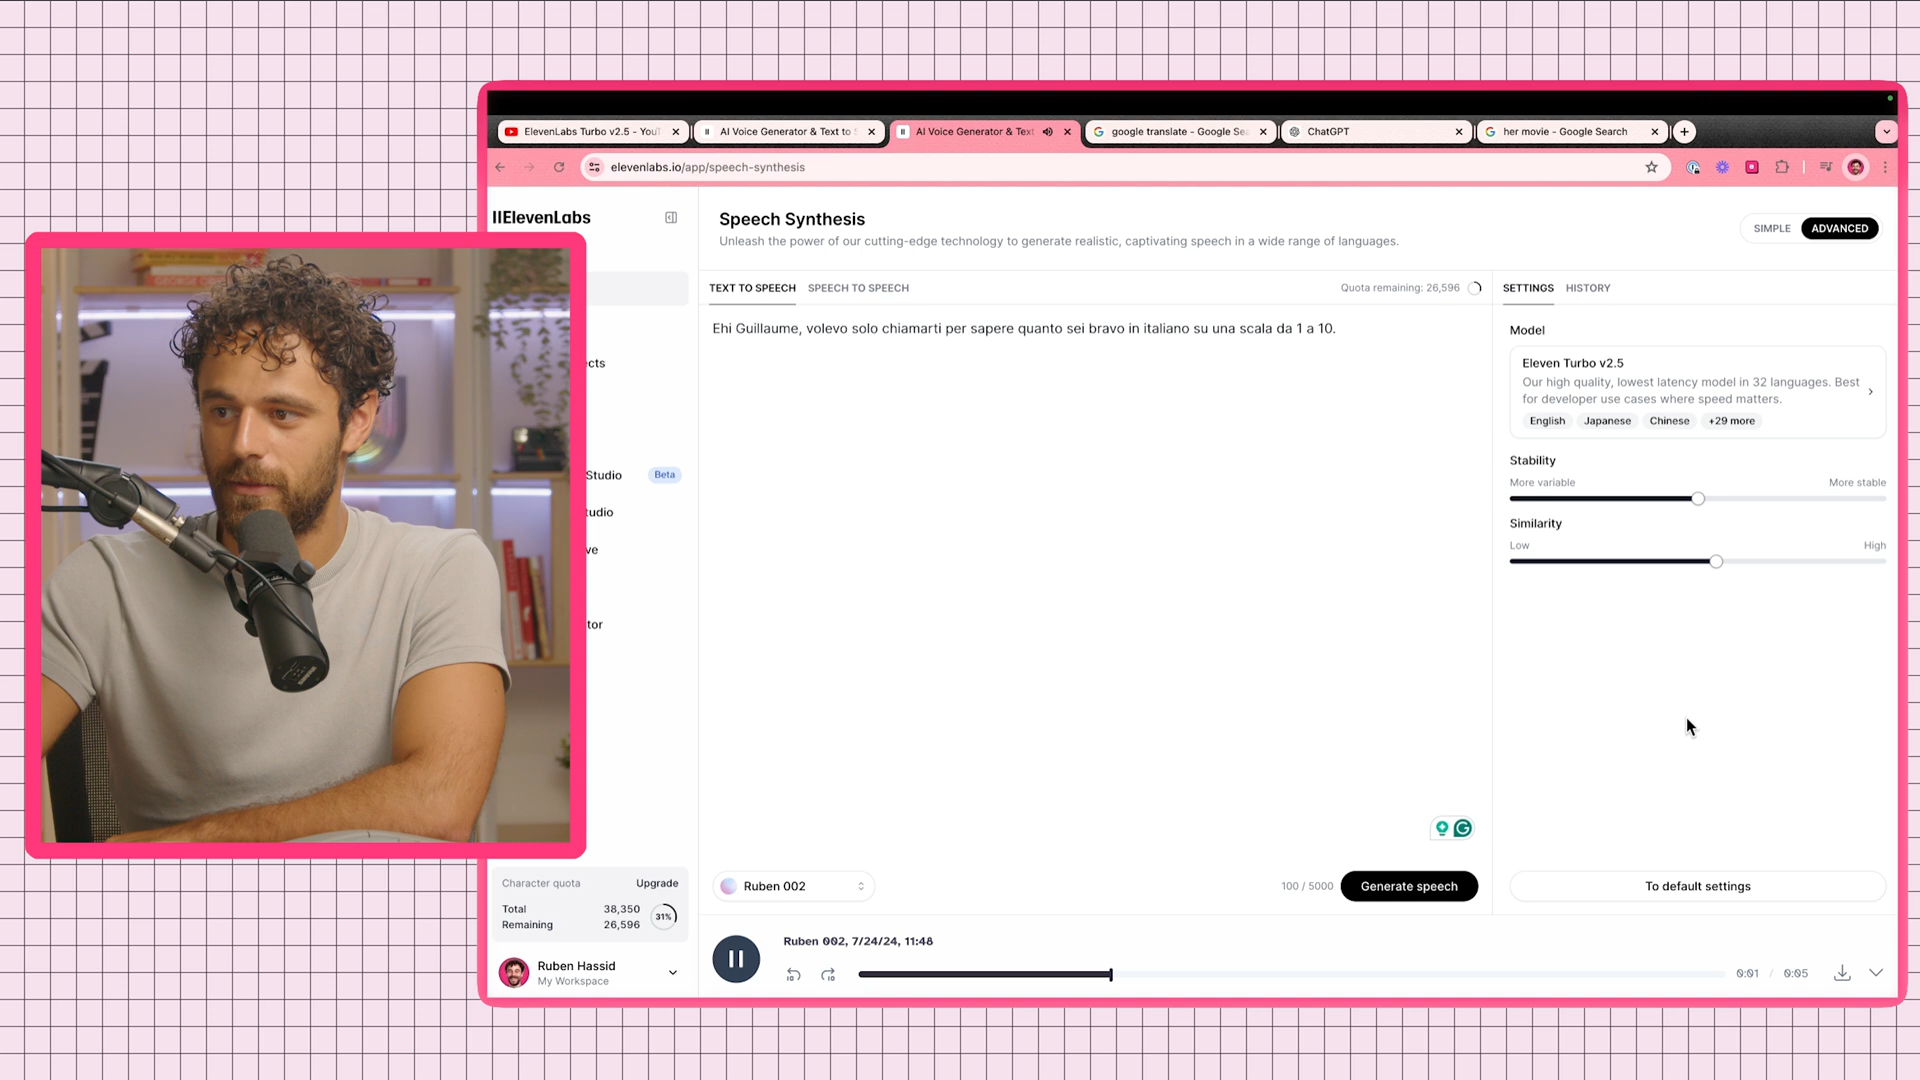 ElevenLabs Turbo v2.5 - YouT
AI Voice Generator & Text to S
AI Voice Generator & Text
google translate - Google Sea
ChatGPT
her movie - Google Search
elevenlabs.io/app/speech-synthesis
IIElevenLabs
Speech Synthesis
Unleash the power of our cutting-edge technology to generate realistic, captivating speech in a wide range of languages.
SIMPLE ADVANCED
TEXT TO SPEECH SPEECH TO SPEECH
Quota remaining: 26,596
SETTINGS HISTORY
Ehi Guillaume, volevo solo chiamarti per sapere quanto sei bravo in italiano su una scala da 1 a 10.
Model
Eleven Turbo v2.5
Our high quality, lowest latency model in 32 languages. Best
for developer use cases where speed matters.
English Japanese Chinese +29 more
Stability
More variable More stable
Similarity
Low High
cts
Studio Beta
tudio
ve
tor
Ruben 002
100 / 5000
Generate speech
To default settings
Character quota Upgrade
Total 38,350
Remaining 26,596
31%
Ruben Hassid
My Workspace
Ruben 002, 7/24/24, 11:48
10 10
0:01 / 0:05